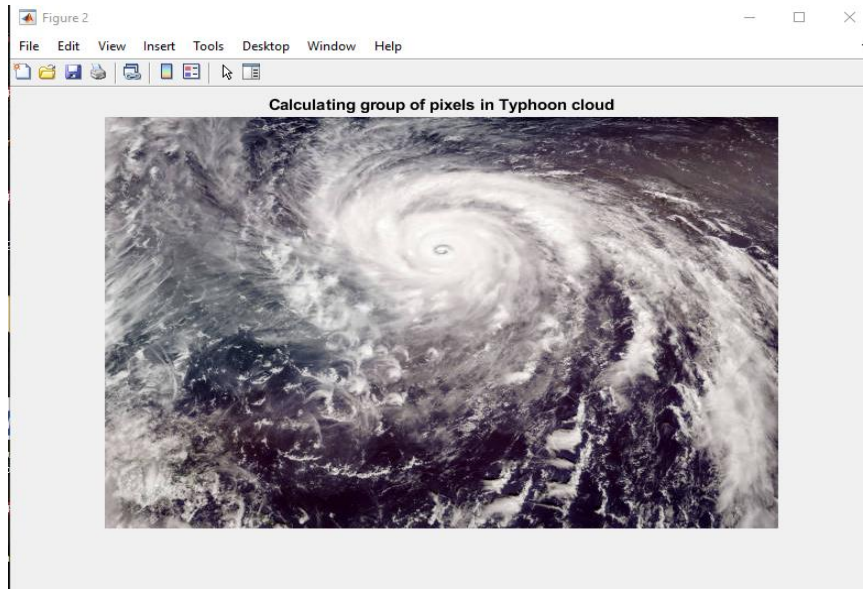 Figure 2
File Edit View Insert Tools Desktop Window Help
Calculating group of pixels in Typhoon cloud